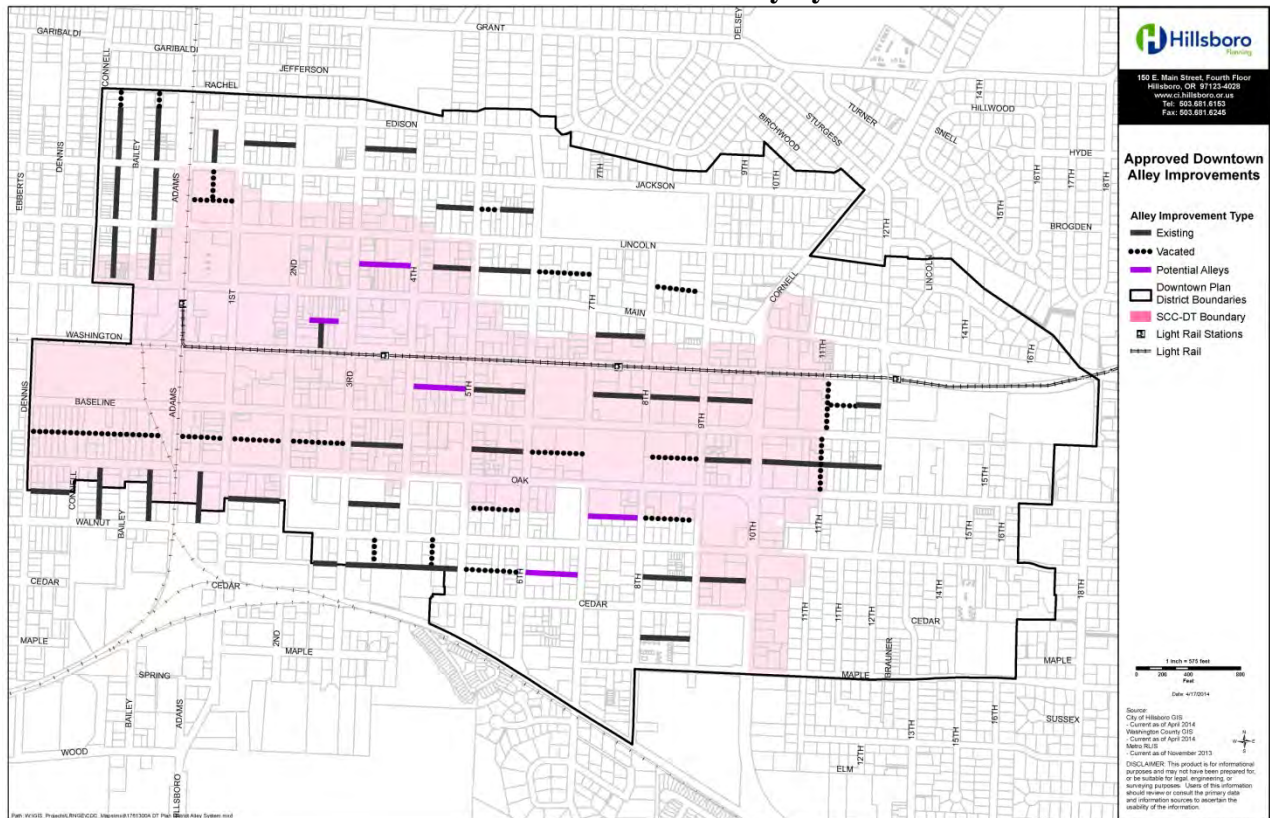 GARIBALDI
GARIBALDI
CONNELL
RACHEL
JEFFERSON
GRANT
DELSEY
EDISON
DENNIS
BAILEY
ADAMS
EBBERTS
7TH
JACKSON
9TH
10TH
BIRCHWOOD
STURGESS
TURNER
SNELL
14TH
HILLWOOD
HYDE
16TH
17TH
18TH
15TH
BROGDEN
12TH
LINCOLN
LINCOLN
CORNELL
2ND
4TH
1ST
7TH
MAIN
14TH
16TH
11TH
WASHINGTON
3RD
5TH
8TH
9TH
DENNIS
BASELINE
ADAMS
CONNELL
OAK
15TH
WALNUT
BAILEY
10TH
11TH
15TH
16TH
CEDAR
CEDAR
6TH
8TH
CEDAR
14TH
18TH
11TH
11TH
12TH
CEDAR
BRAUNER
MAPLE
2ND
MAPLE
MAPLE
MAPLE
SPRING
BAILEY
ADAMS
13TH
15TH
16TH
SUSSEX
WOOD
12TH
ELM
Hillsboro
Planning
150 E. Main Street, Fourth Floor
Hillsboro, OR 97123-4028
www.ci.hillsboro.or.us
Tel: 503.681.6153
Fax: 503.681.6245
Approved Downtown
Alley Improvements
Alley Improvement Type
Existing
Vacated
Potential Alleys
Downtown Plan
District Boundaries
SCC-DT Boundary
Light Rail Stations
Light Rail
1 inch = 575 feet
0 200 400 800
Feet
Date: 4/17/2014
Source:
City of Hillsboro GIS
- Current as of April 2014
Washington County GIS
- Current as of April 2014
Metro RLIS
- Current as of November 2013
N
W E
S
DISCLAIMER: This product is for informational
purposes and may not have been prepared for,
or be suitable for legal, engineering, or
surveying purposes. Users of this information
should review or consult the primary data
and information sources to ascertain the
usability of the information.